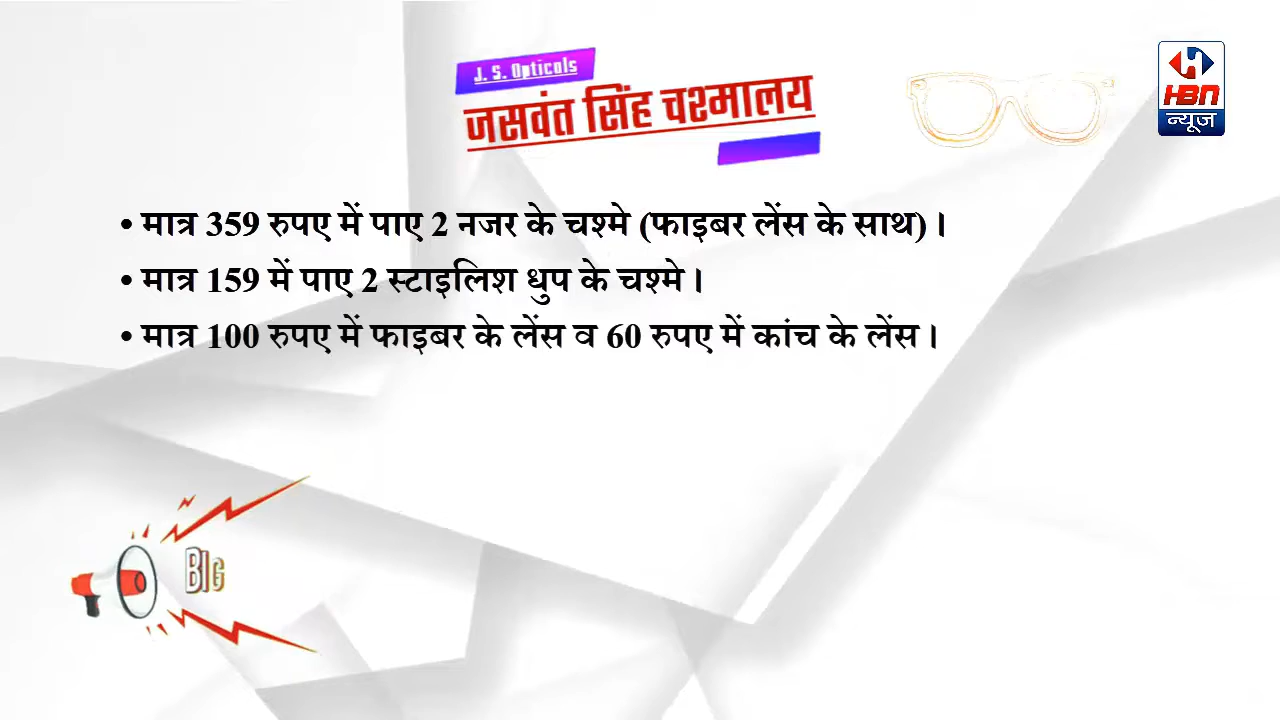 J. S. Opticals
जसवंत सिंह चश्मालय
HBN
न्यूज
• मात्र 359 रुपए में पाए 2 नजर के चश्मे (फाइबर लेंस के साथ) ।
• मात्र 159 में पाए 2 स्टाइलिश धुप के चश्मे ।
• मात्र 100 रुपए में फाइबर के लेंस व 60 रुपए में कांच के लेंस ।
BIG